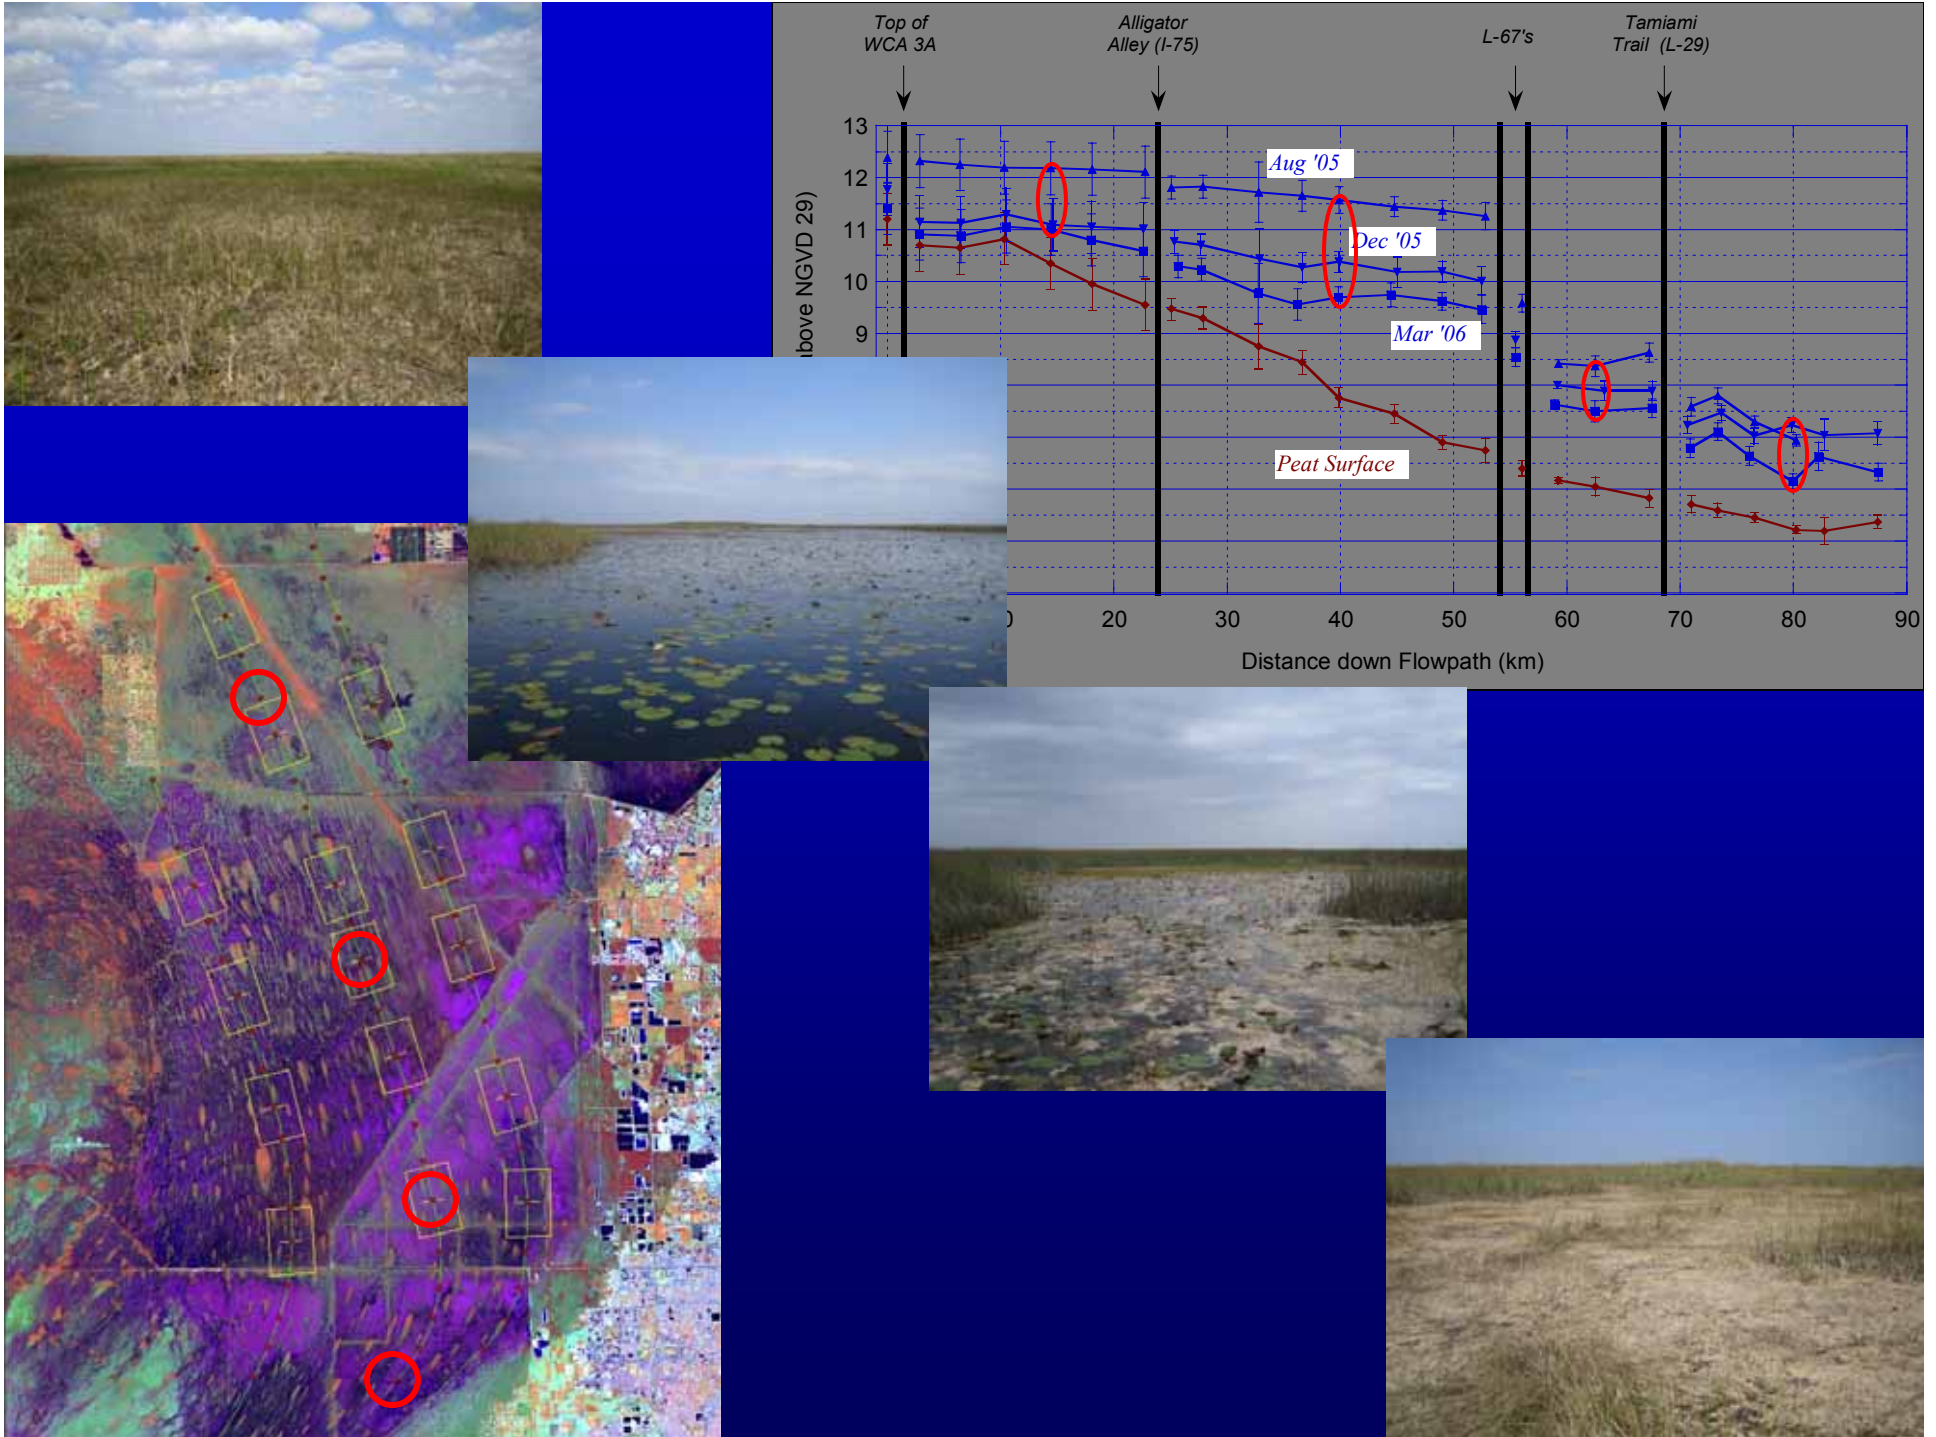 Top of
WCA 3A
Alligator
Alley (I-75)
L-67's
Tamiami
Trail (L-29)
13
12
11
10
9
above NGVD 29)
Aug '05
Dec '05
Mar '06
Peat Surface
20
30
40
50
60
70
80
90
Distance down Flowpath (km)